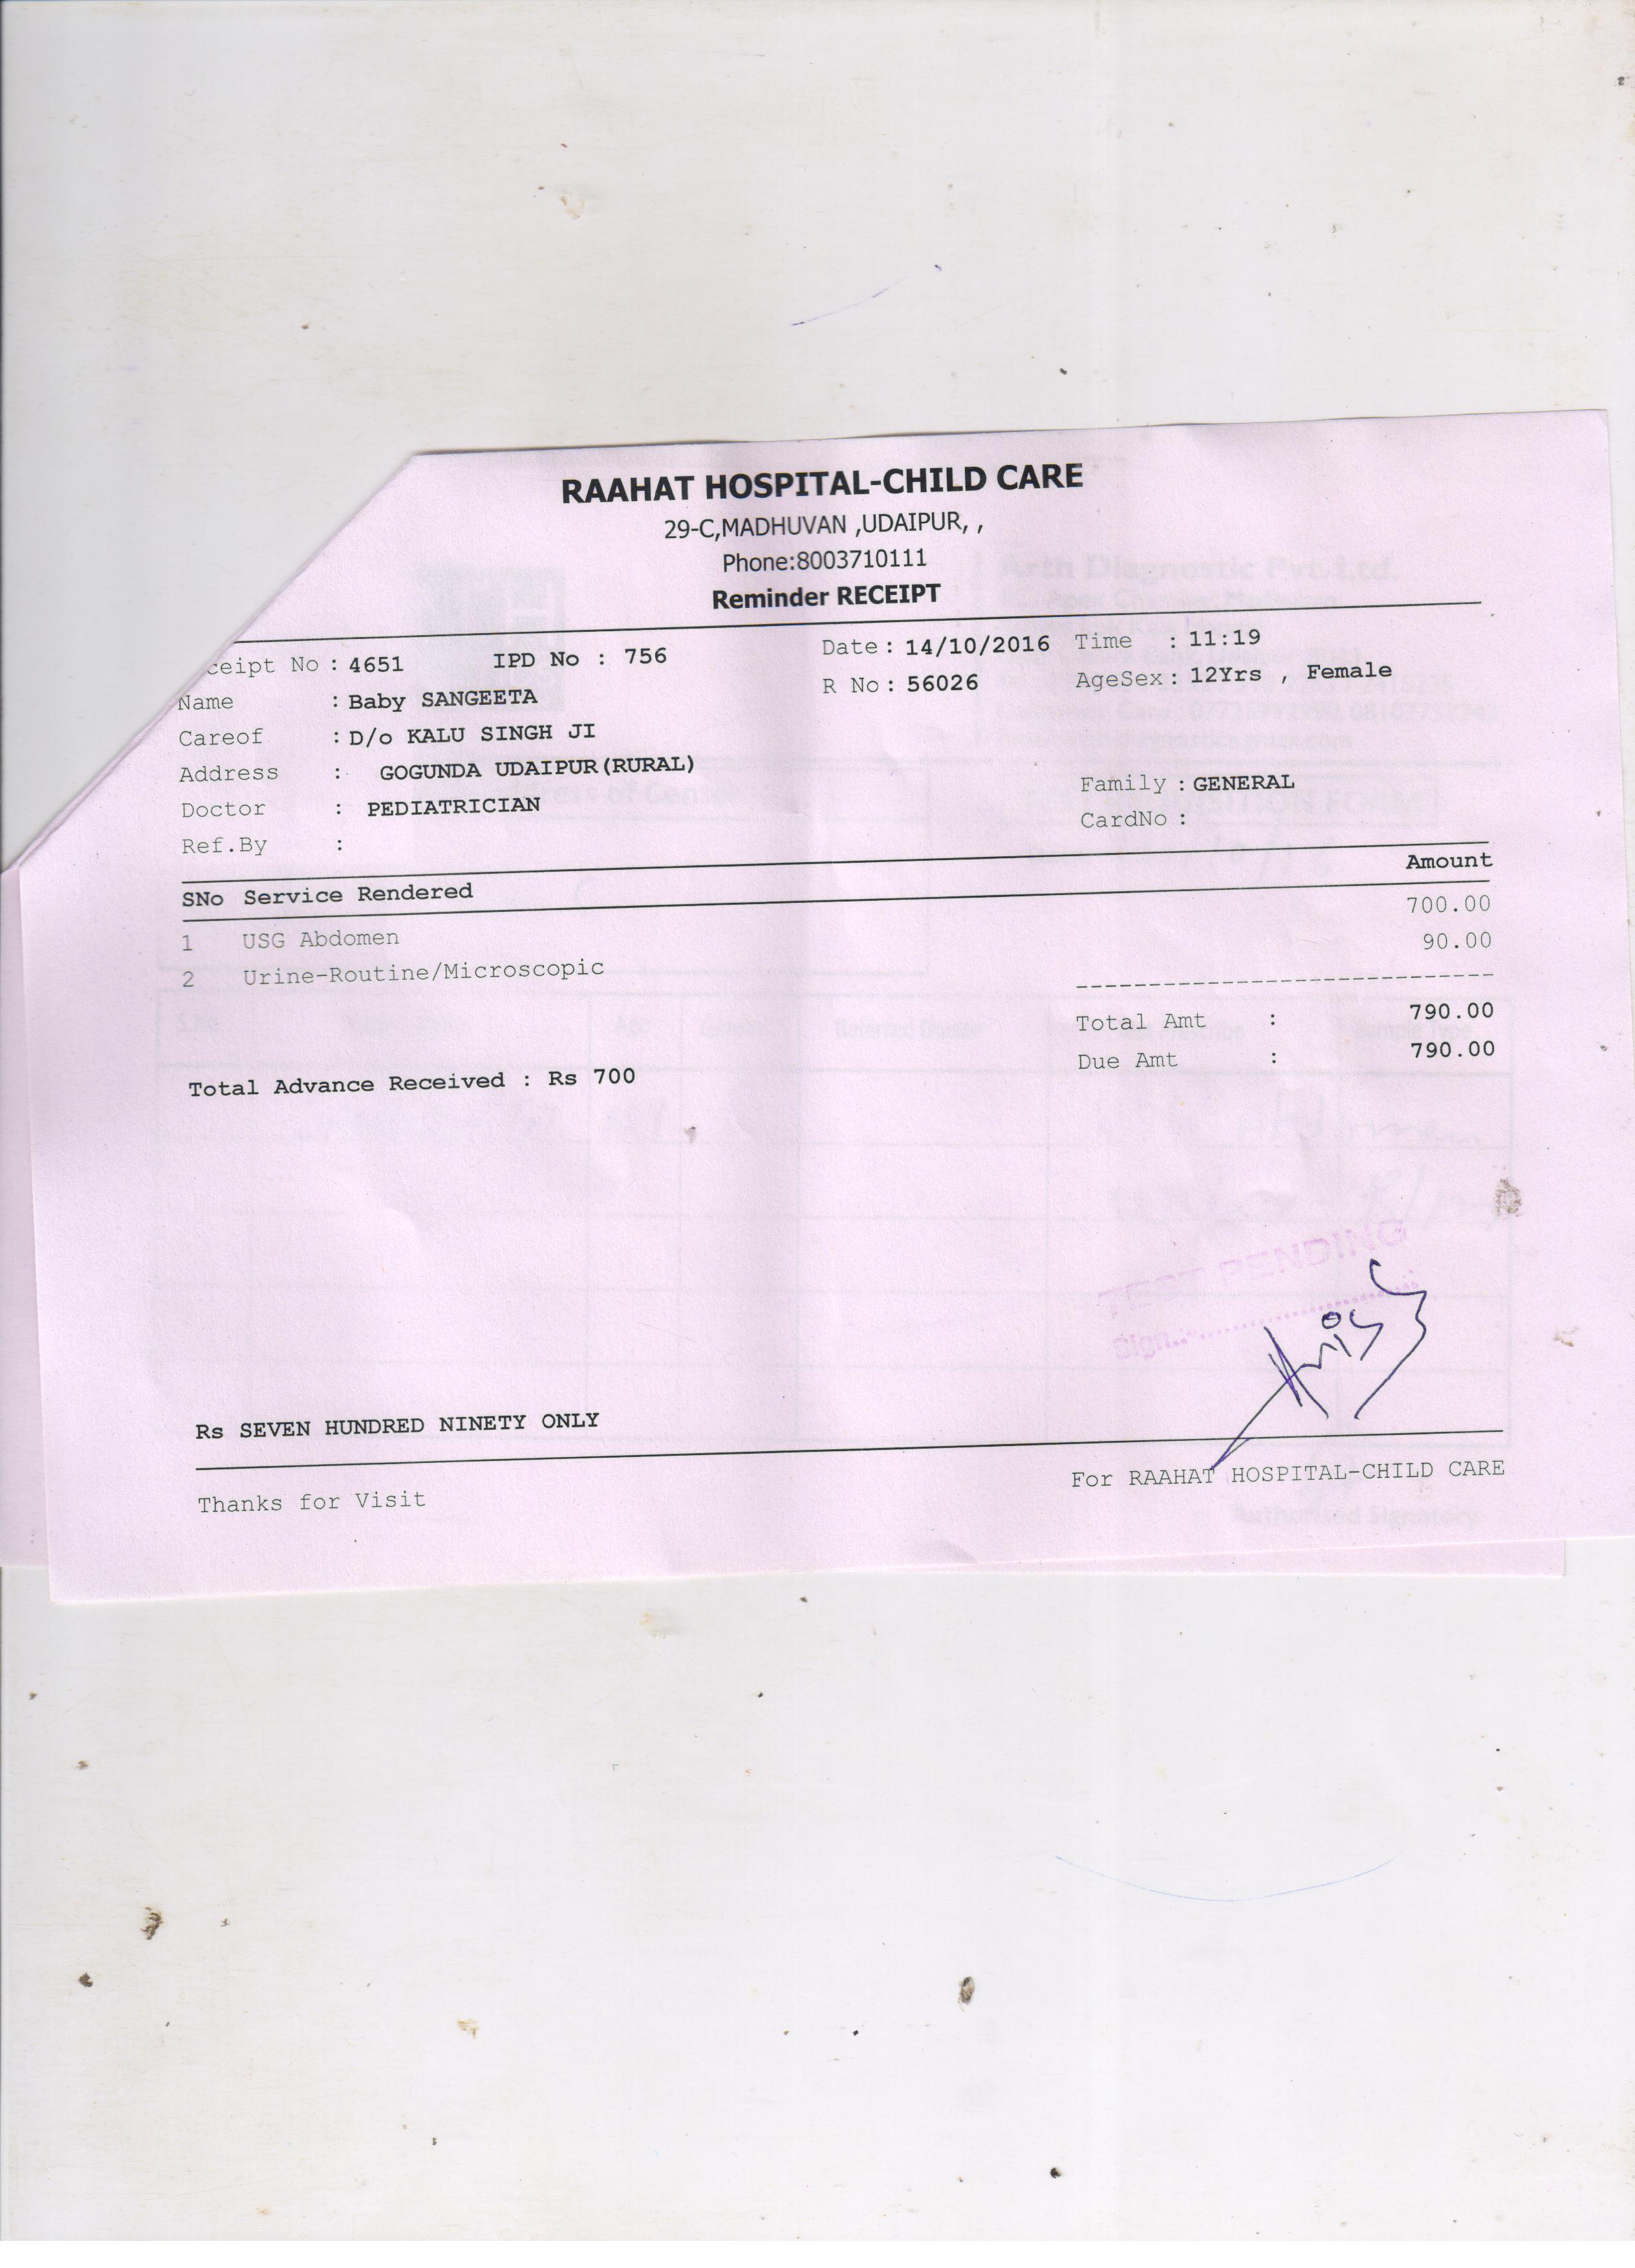 RAAHAT HOSPITAL-CHILD CARE
29-C,MADHUVAN ,UDAIPUR, ,
Phone:8003710111
Reminder RECEIPT
ceipt No : 4651 IPD No : 756 Date : 14/10/2016 Time : 11:19
Name : Baby SANGEETA R No : 56026 AgeSex : 12Yrs , Female
Careof : D/o KALU SINGH JI
Address : GOGUNDA UDAIPUR(RURAL) Family : GENERAL
Doctor : PEDIATRICIAN CardNo :
Ref.By :
SNo Service Rendered Amount
1 USG Abdomen 700.00
2 Urine-Routine/Microscopic 90.00
Total Amt : 790.00
Due Amt : 790.00
Total Advance Received : Rs 700
TEST PENDING
Sign.:
Rs SEVEN HUNDRED NINETY ONLY
For RAAHAT HOSPITAL-CHILD CARE
Thanks for Visit
Authorised Signatory